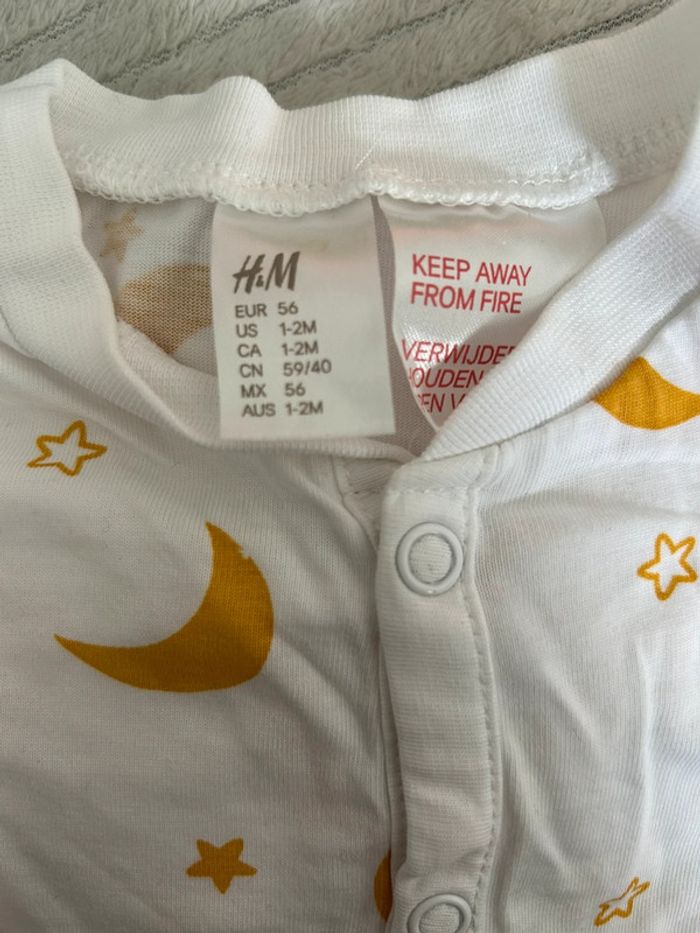 H&M
EUR 56
US 1-2M
CA 1-2M
CN 59/40
MX 56
AUS 1-2M
KEEP AWAY
FROM FIRE